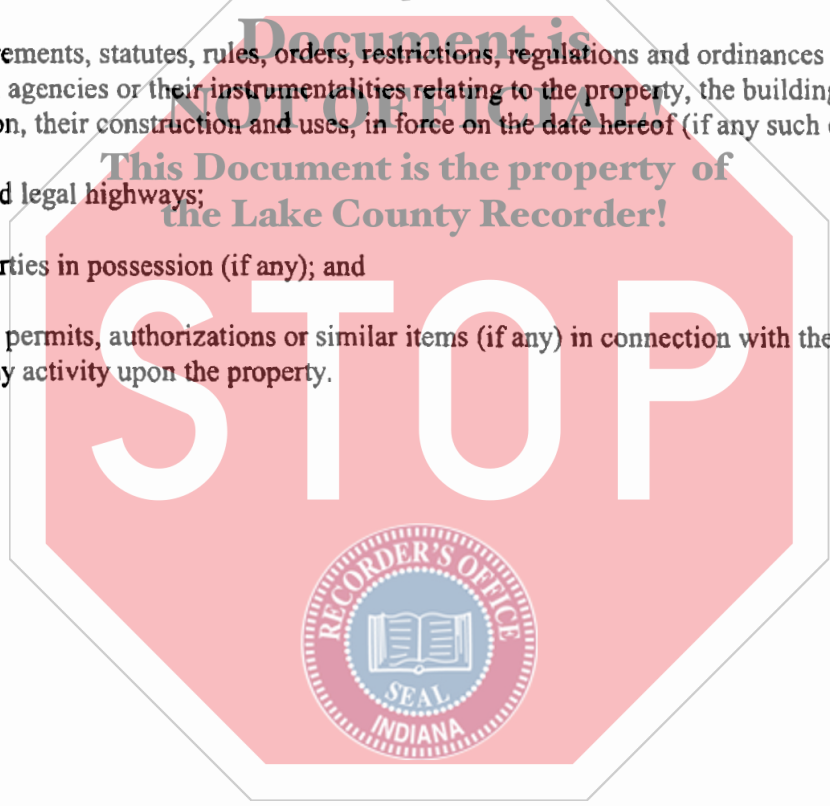 Document is
ements, statutes, rules, orders, restrictions, regulations and ordinances
agencies or their instrumentalities relating to the property, the building
NOT OFFICIAL!
on, their construction and uses, in force on the date hereof (if any such
This Document is the property of
d legal highways;
the Lake County Recorder!
rties in possession (if any); and
STOP
permits, authorizations or similar items (if any) in connection with the
y activity upon the property.
RECORDER'S OFFICE
SEAL
INDIANA